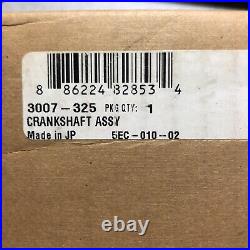 8 86224 82853 4
3007-325 PKG QTY: 1
CRANKSHAFT ASSY
Made in JP 5EC-010--02